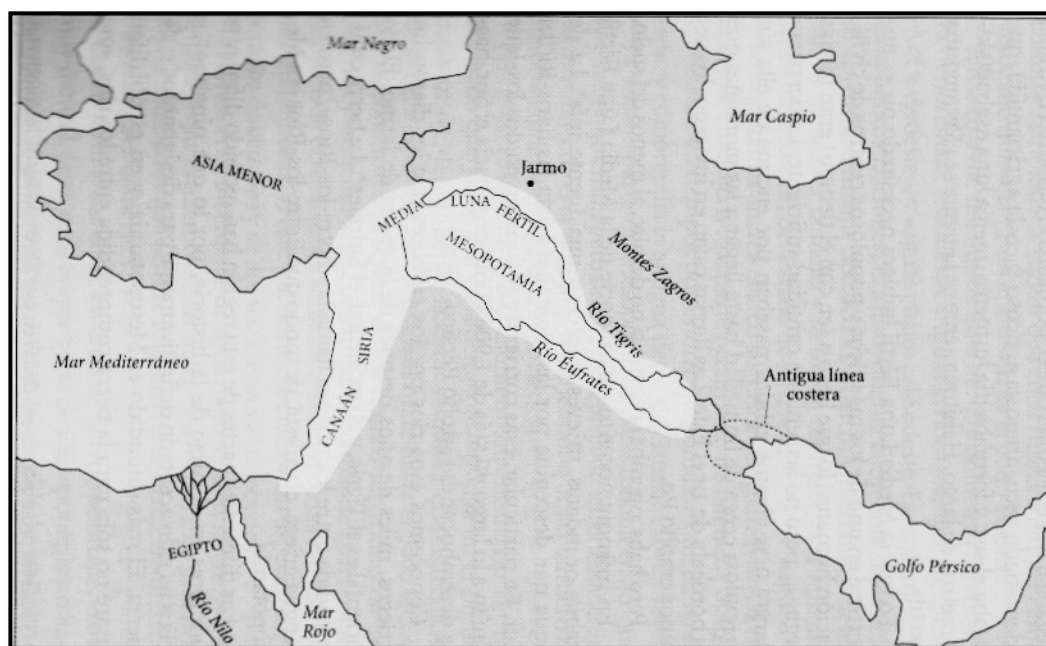 Mar Negro
Mar Caspio
ASIA MENOR
Jarmo
LUNA FÉRTIL
MEDIA
MESOPOTAMIA
Montes Zagros
Río Tigris
Mar Mediterráneo
SIRIA
Río Éufrates
CANAÁN
Antigua línea
costera
EGIPTO
Golfo Pérsico
Río Nilo
Mar
Rojo